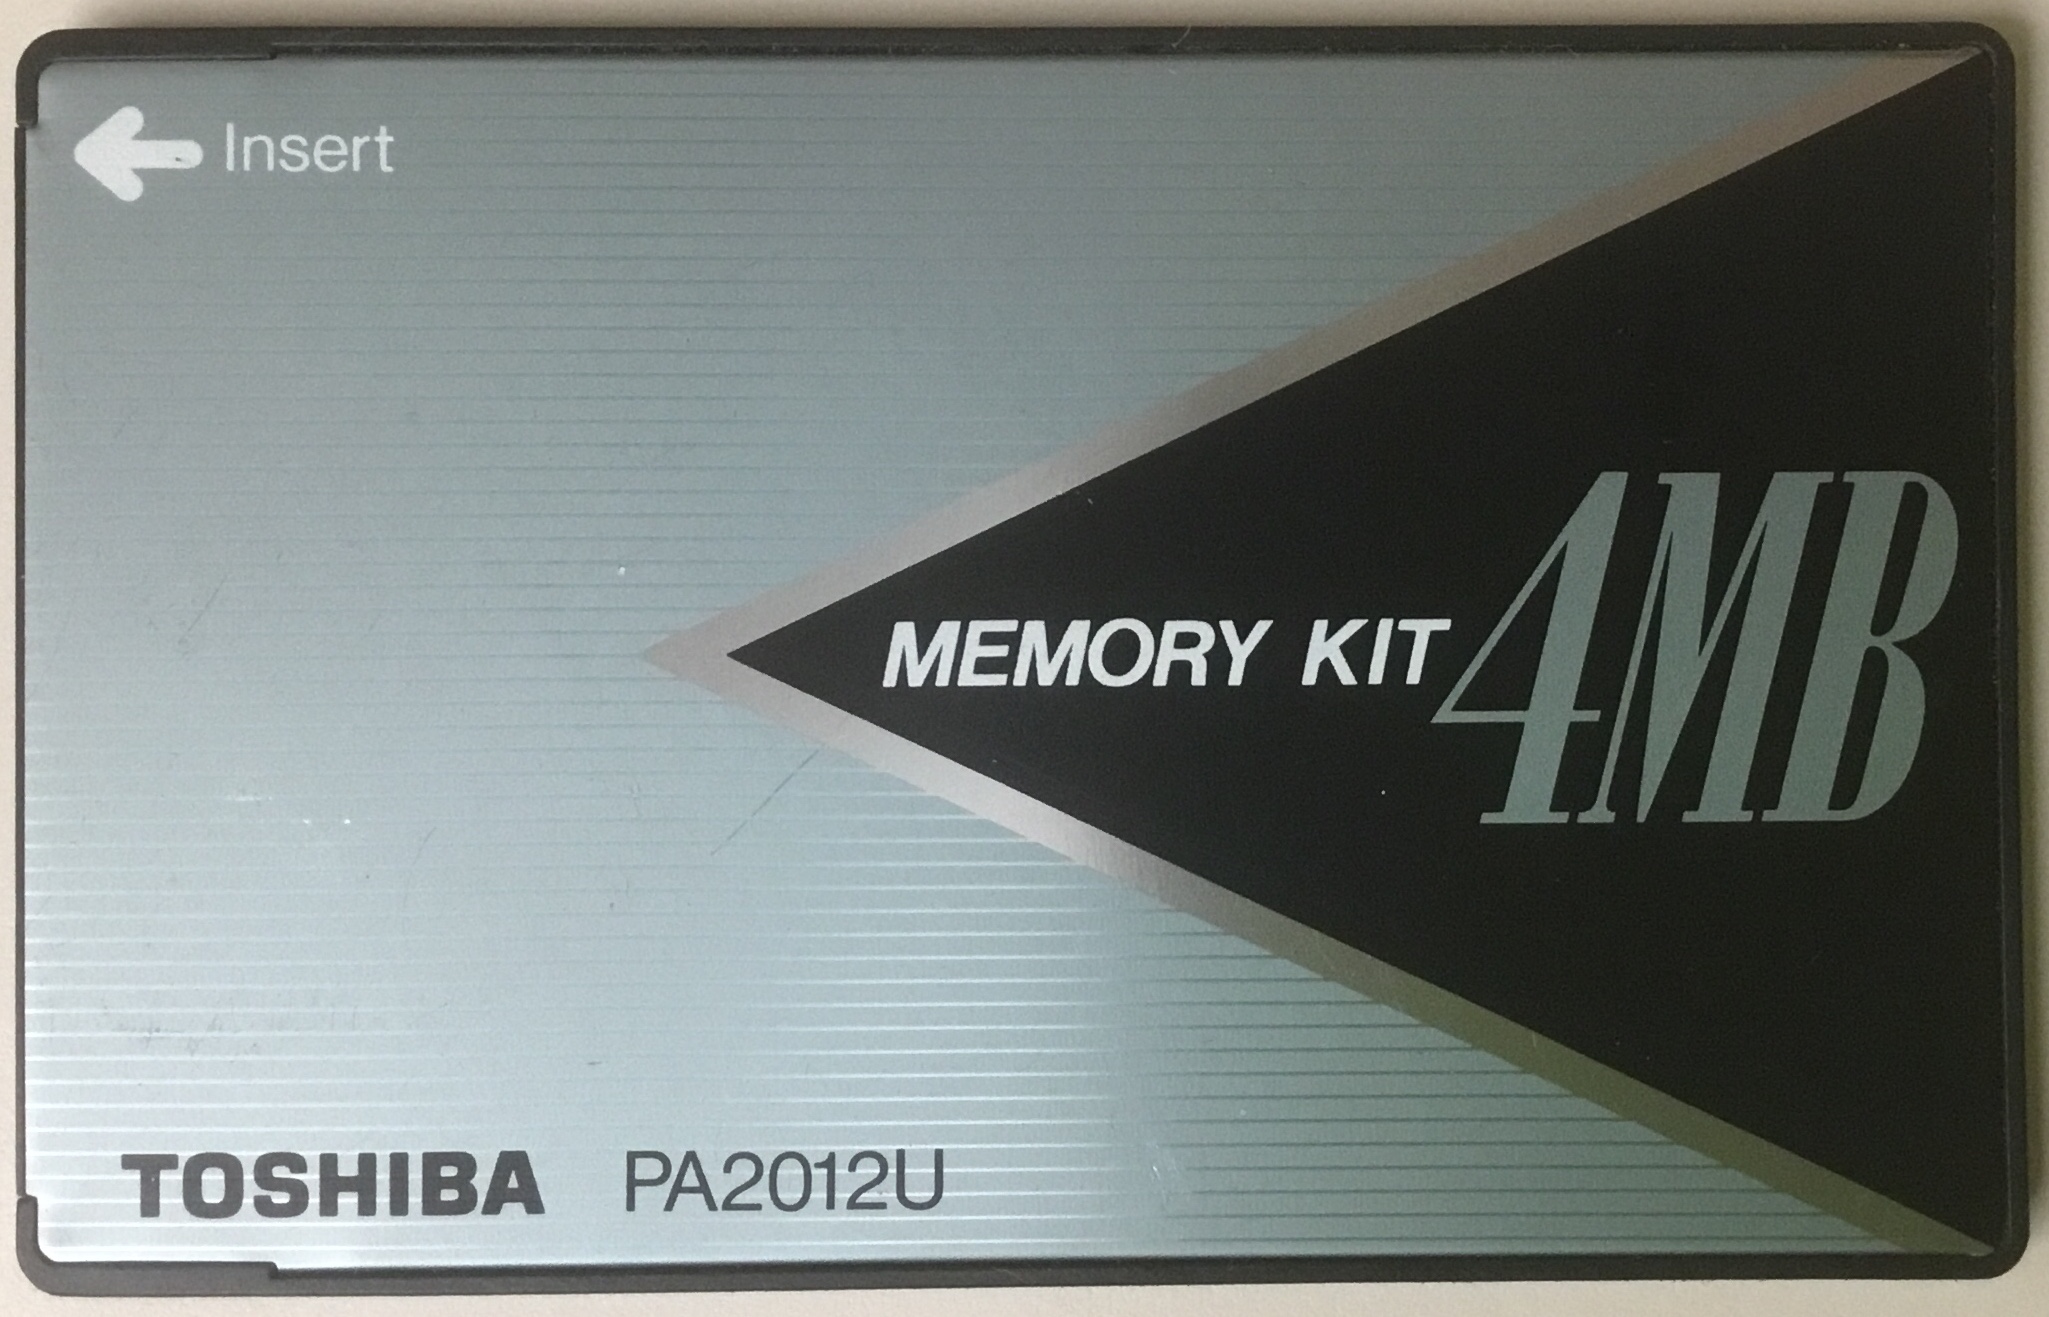 Insert
MEMORY KIT 4MB
TOSHIBA PA2012U